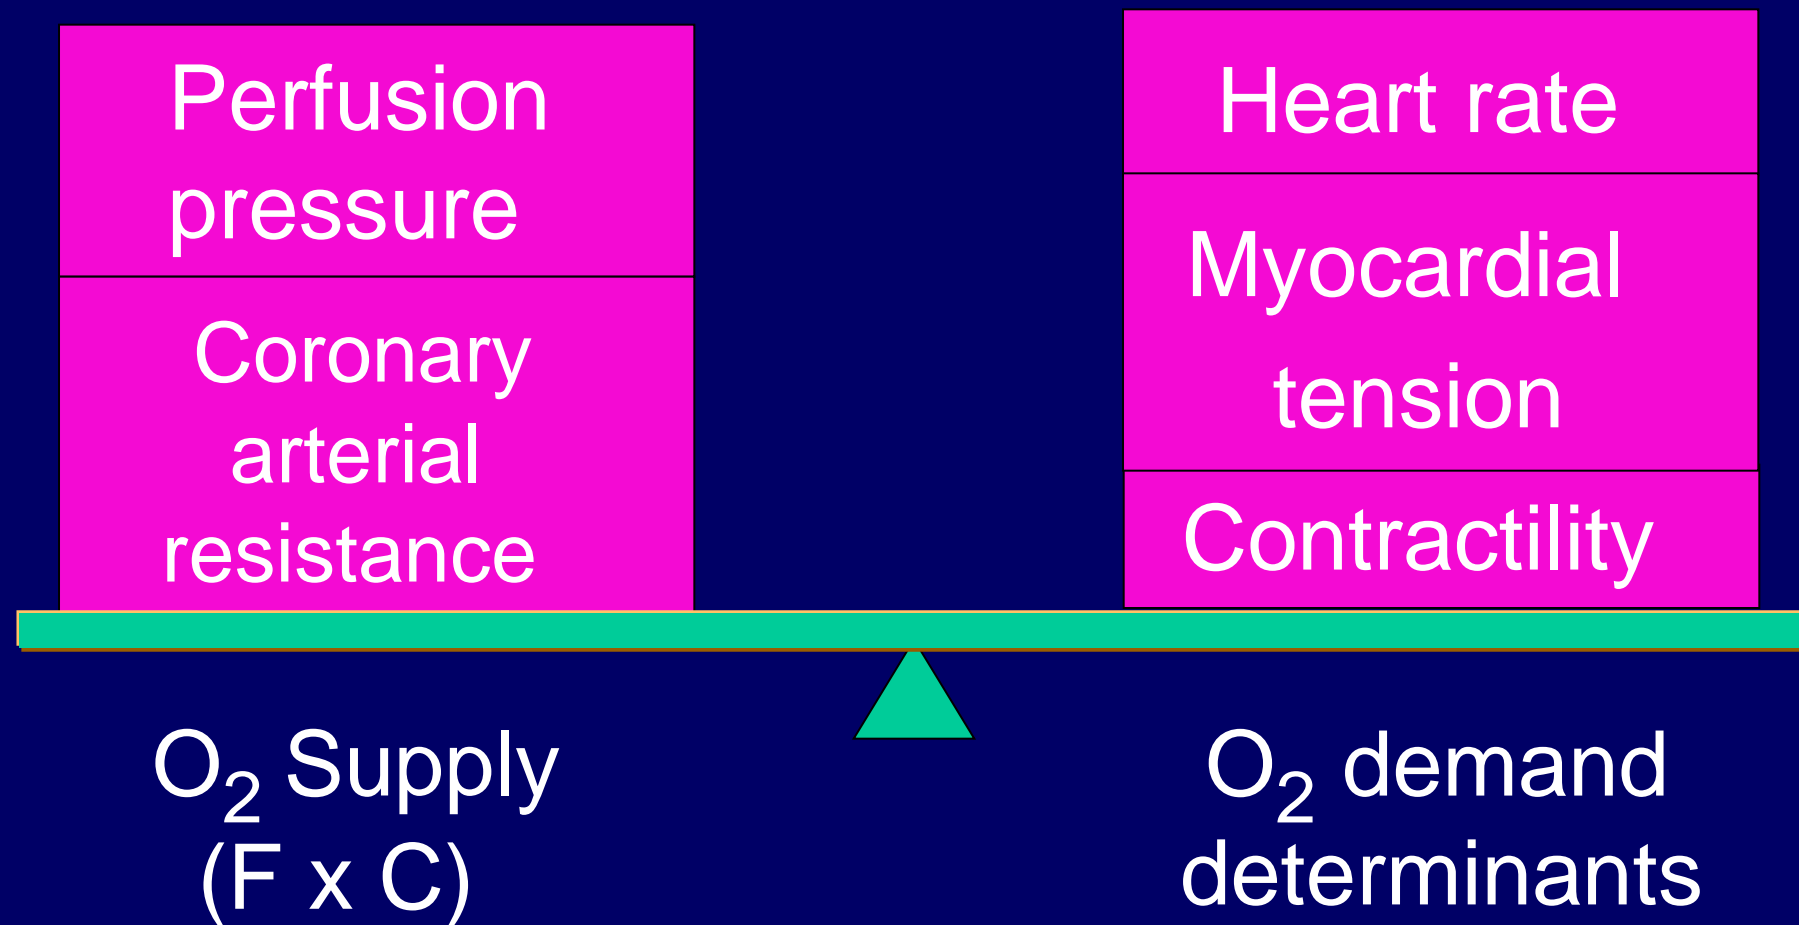 Perfusion
pressure
Coronary
arterial
resistance
Heart rate
Myocardial
tension
Contractility
O₂ Supply
(F x C)
O₂ demand
determinants